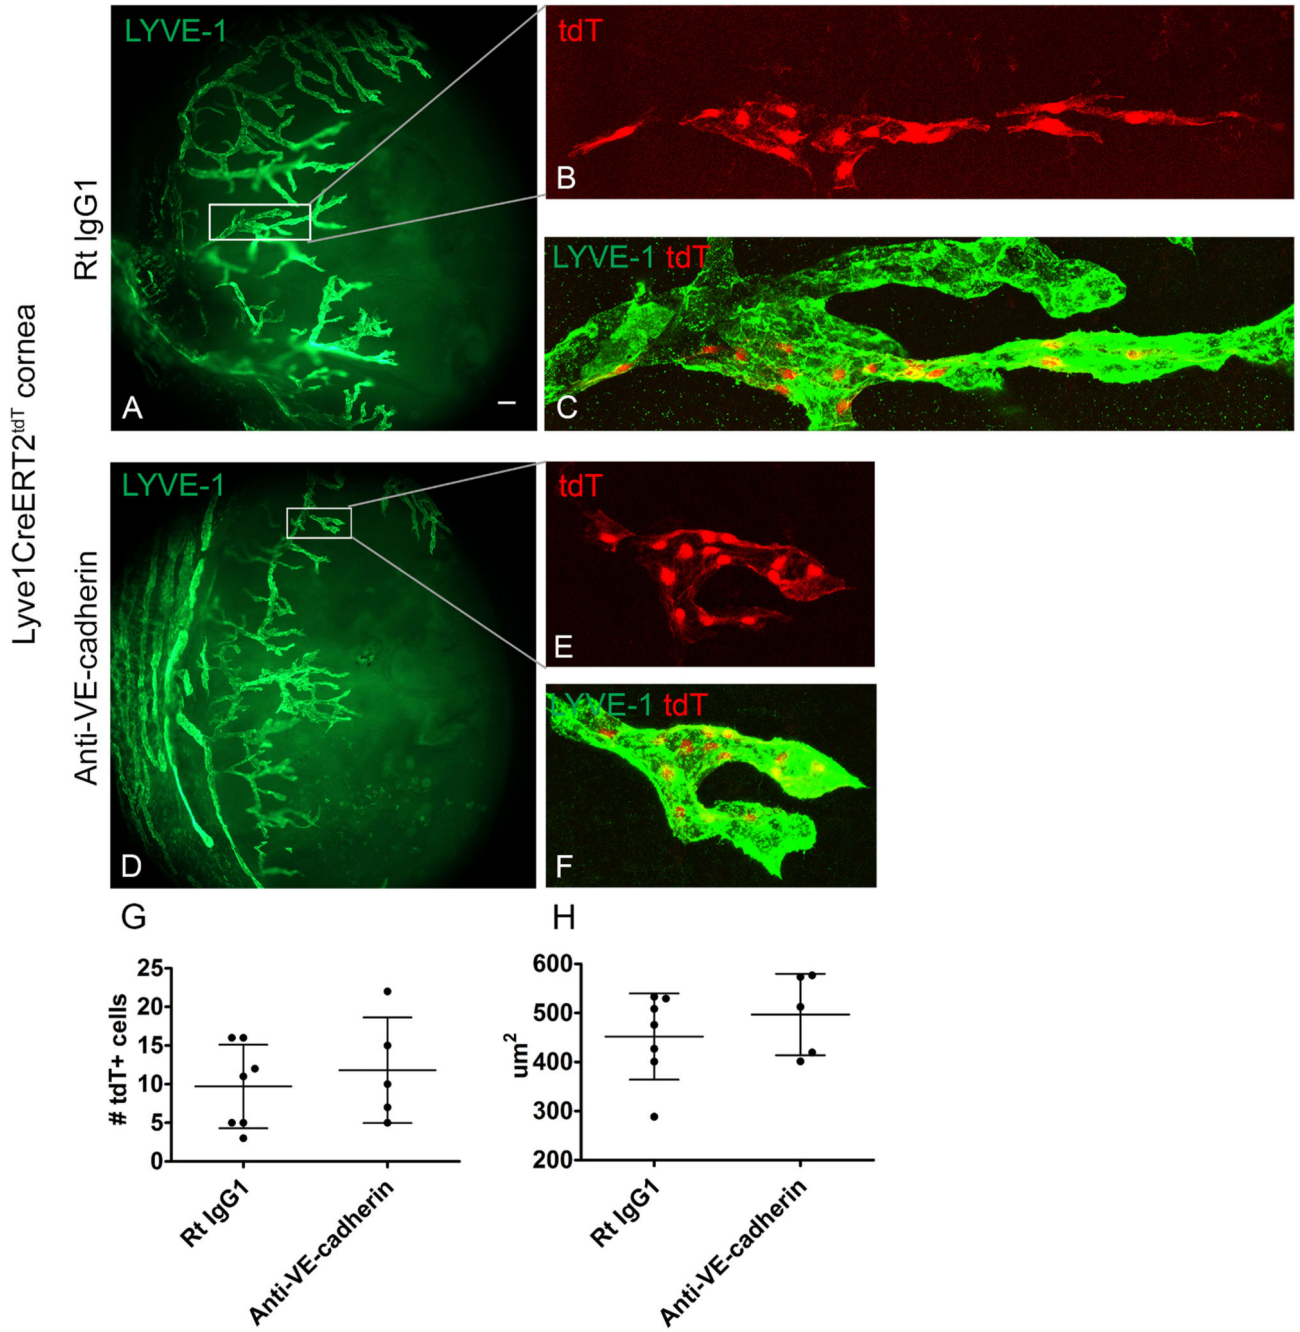 Lyve1CreERT2tdT cornea
Rt IgG1
LYVE-1
A
tdT
B
LYVE-1 tdT
C
Anti-VE-cadherin
LYVE-1
D
tdT
E
LYVE-1 tdT
F
G
# tdT+ cells
25
20
15
10
5
0
Rt IgG1
Anti-VE-cadherin
H
um2
600
500
400
300
200
Rt IgG1
Anti-VE-cadherin